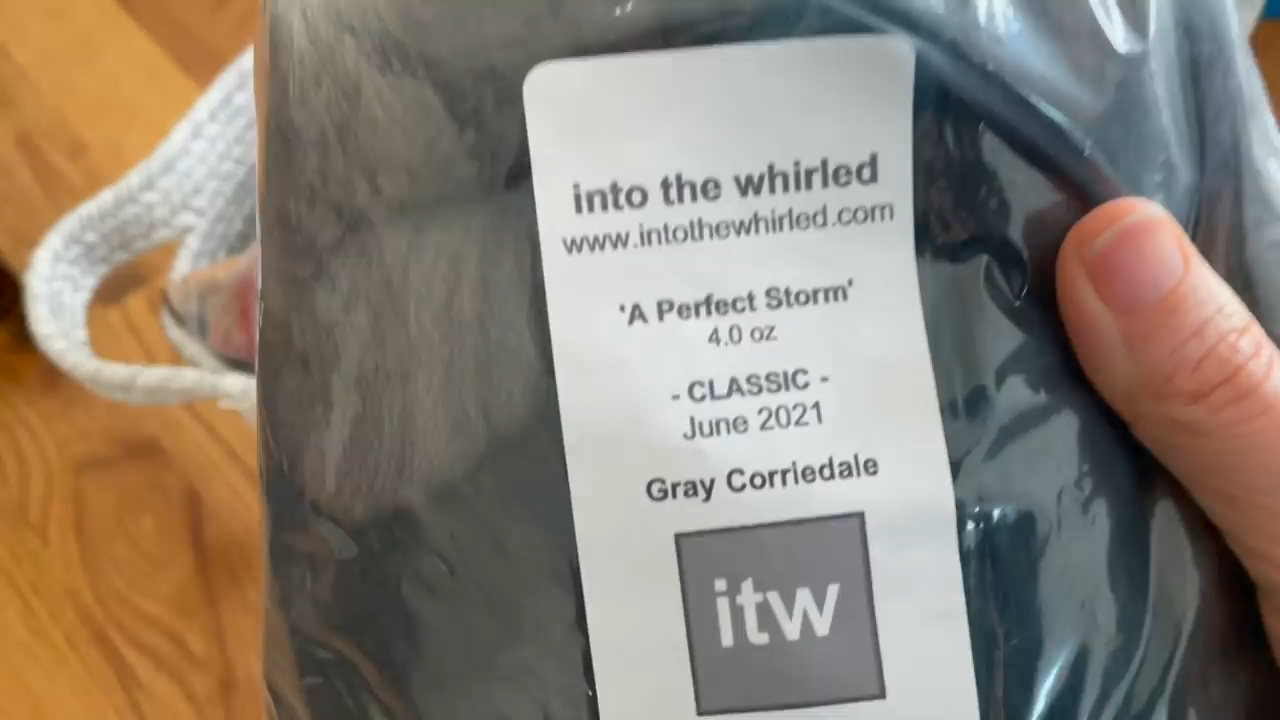 into the whirled
www.intothewhirled.com
'A Perfect Storm'
4.0 oz
- CLASSIC -
June 2021
Gray Corriedale
itw